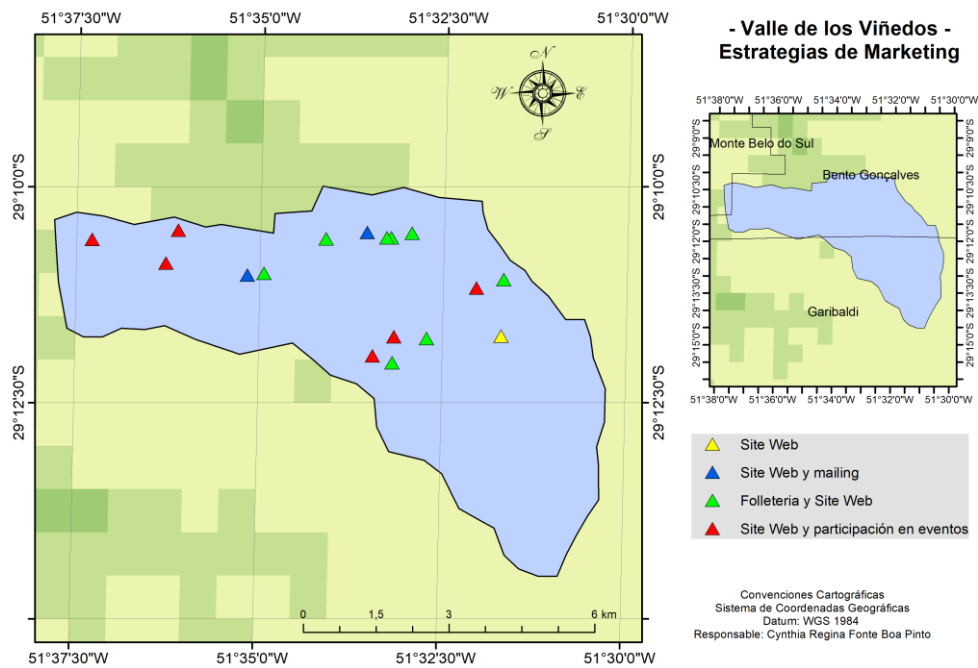 51°37'30"W 51°35'0"W 51°32'30"W 51°30'0"W
N
W E
S
29°10'0"S 29°10'0"S
29°12'30"S 29°12'30"S
0 1,5 3 6 km
51°37'30"W 51°35'0"W 51°32'30"W 51°30'0"W
- Valle de los Viñedos -
Estrategias de Marketing
51°38'0"W 51°36'0"W 51°34'0"W 51°32'0"W 51°30'0"W
29°9'0"S 29°9'0"S
Monte Belo do Sul
Bento Gonçalves
29°10'30"S 29°10'30"S
29°12'0"S 29°12'0"S
29°13'30"S 29°13'30"S
Garibaldi
29°15'0"S 29°15'0"S
51°38'0"W 51°36'0"W 51°34'0"W 51°32'0"W 51°30'0"W
Site Web
Site Web y mailing
Folleteria y Site Web
Site Web y participación en eventos
Convenciones Cartográficas
Sistema de Coordenadas Geográficas
Datum: WGS 1984
Responsable: Cynthia Regina Fonte Boa Pinto